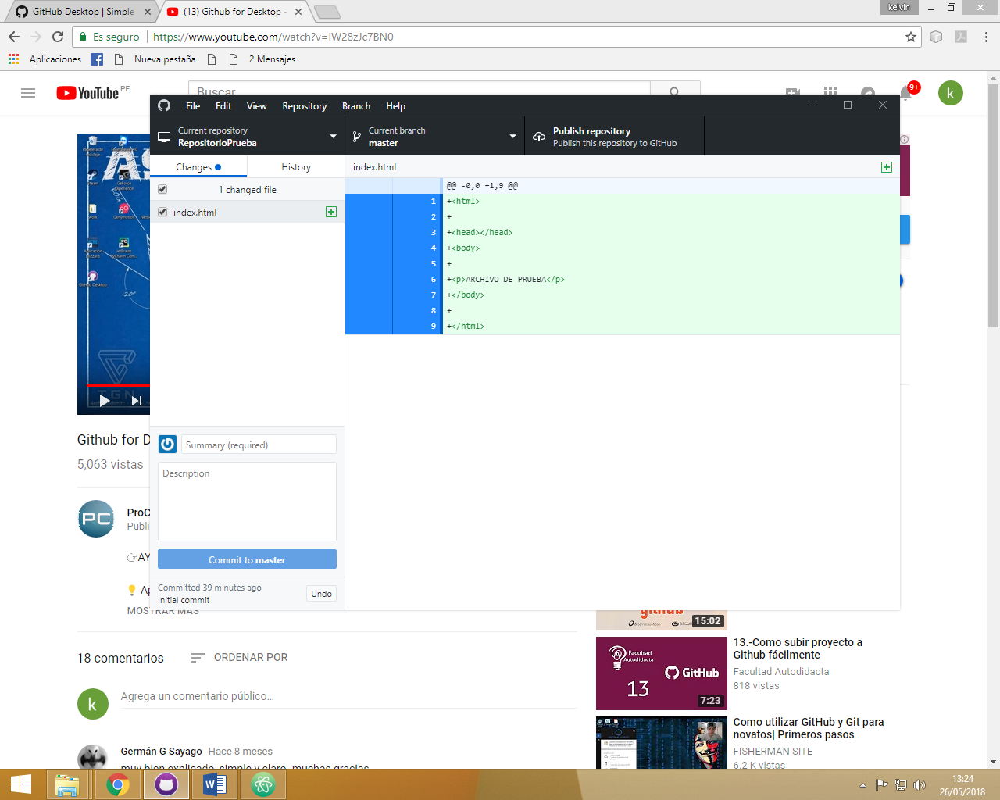 GitHub Desktop | Simple
(13) Github for Desktop -
kelvin
Es seguro
https://www.youtube.com/watch?v=IW28zJc7BN0
Aplicaciones
Nueva pestaña
2 Mensajes
YouTube PE
Buscar
9+
k
File Edit View Repository Branch Help
Current repository
RepositorioPrueba
Current branch
master
Publish repository
Publish this repository to GitHub
Changes
History
index.html
1 changed file
index.html
@@ -0,0 +1,9 @@
1 +<html>
2 +
3 +<head></head>
4 +<body>
5 +
6 +<p>ARCHIVO DE PRUEBA</p>
7 +</body>
8 +
9 +</html>
Summary (required)
Description
Commit to master
Committed 39 minutes ago
Initial commit
Undo
TGN
Github for D
5,063 vistas
PC
ProC
Publi
AY
Ap
MOSTRAR MÁS
18 comentarios
ORDENAR POR
k
Agrega un comentario público...
Germán G Sayago Hace 8 meses
muy bien explicado, simple y claro, muchas gracias
github
15:02
Facultad
Autodidacta
GitHub
13
7:23
13.-Como subir proyecto a
Github fácilmente
Facultad Autodidacta
818 vistas
Como utilizar GitHub y Git para
novatos| Primeros pasos
FISHERMAN SITE
6.2 K vistas
13:24
26/05/2018